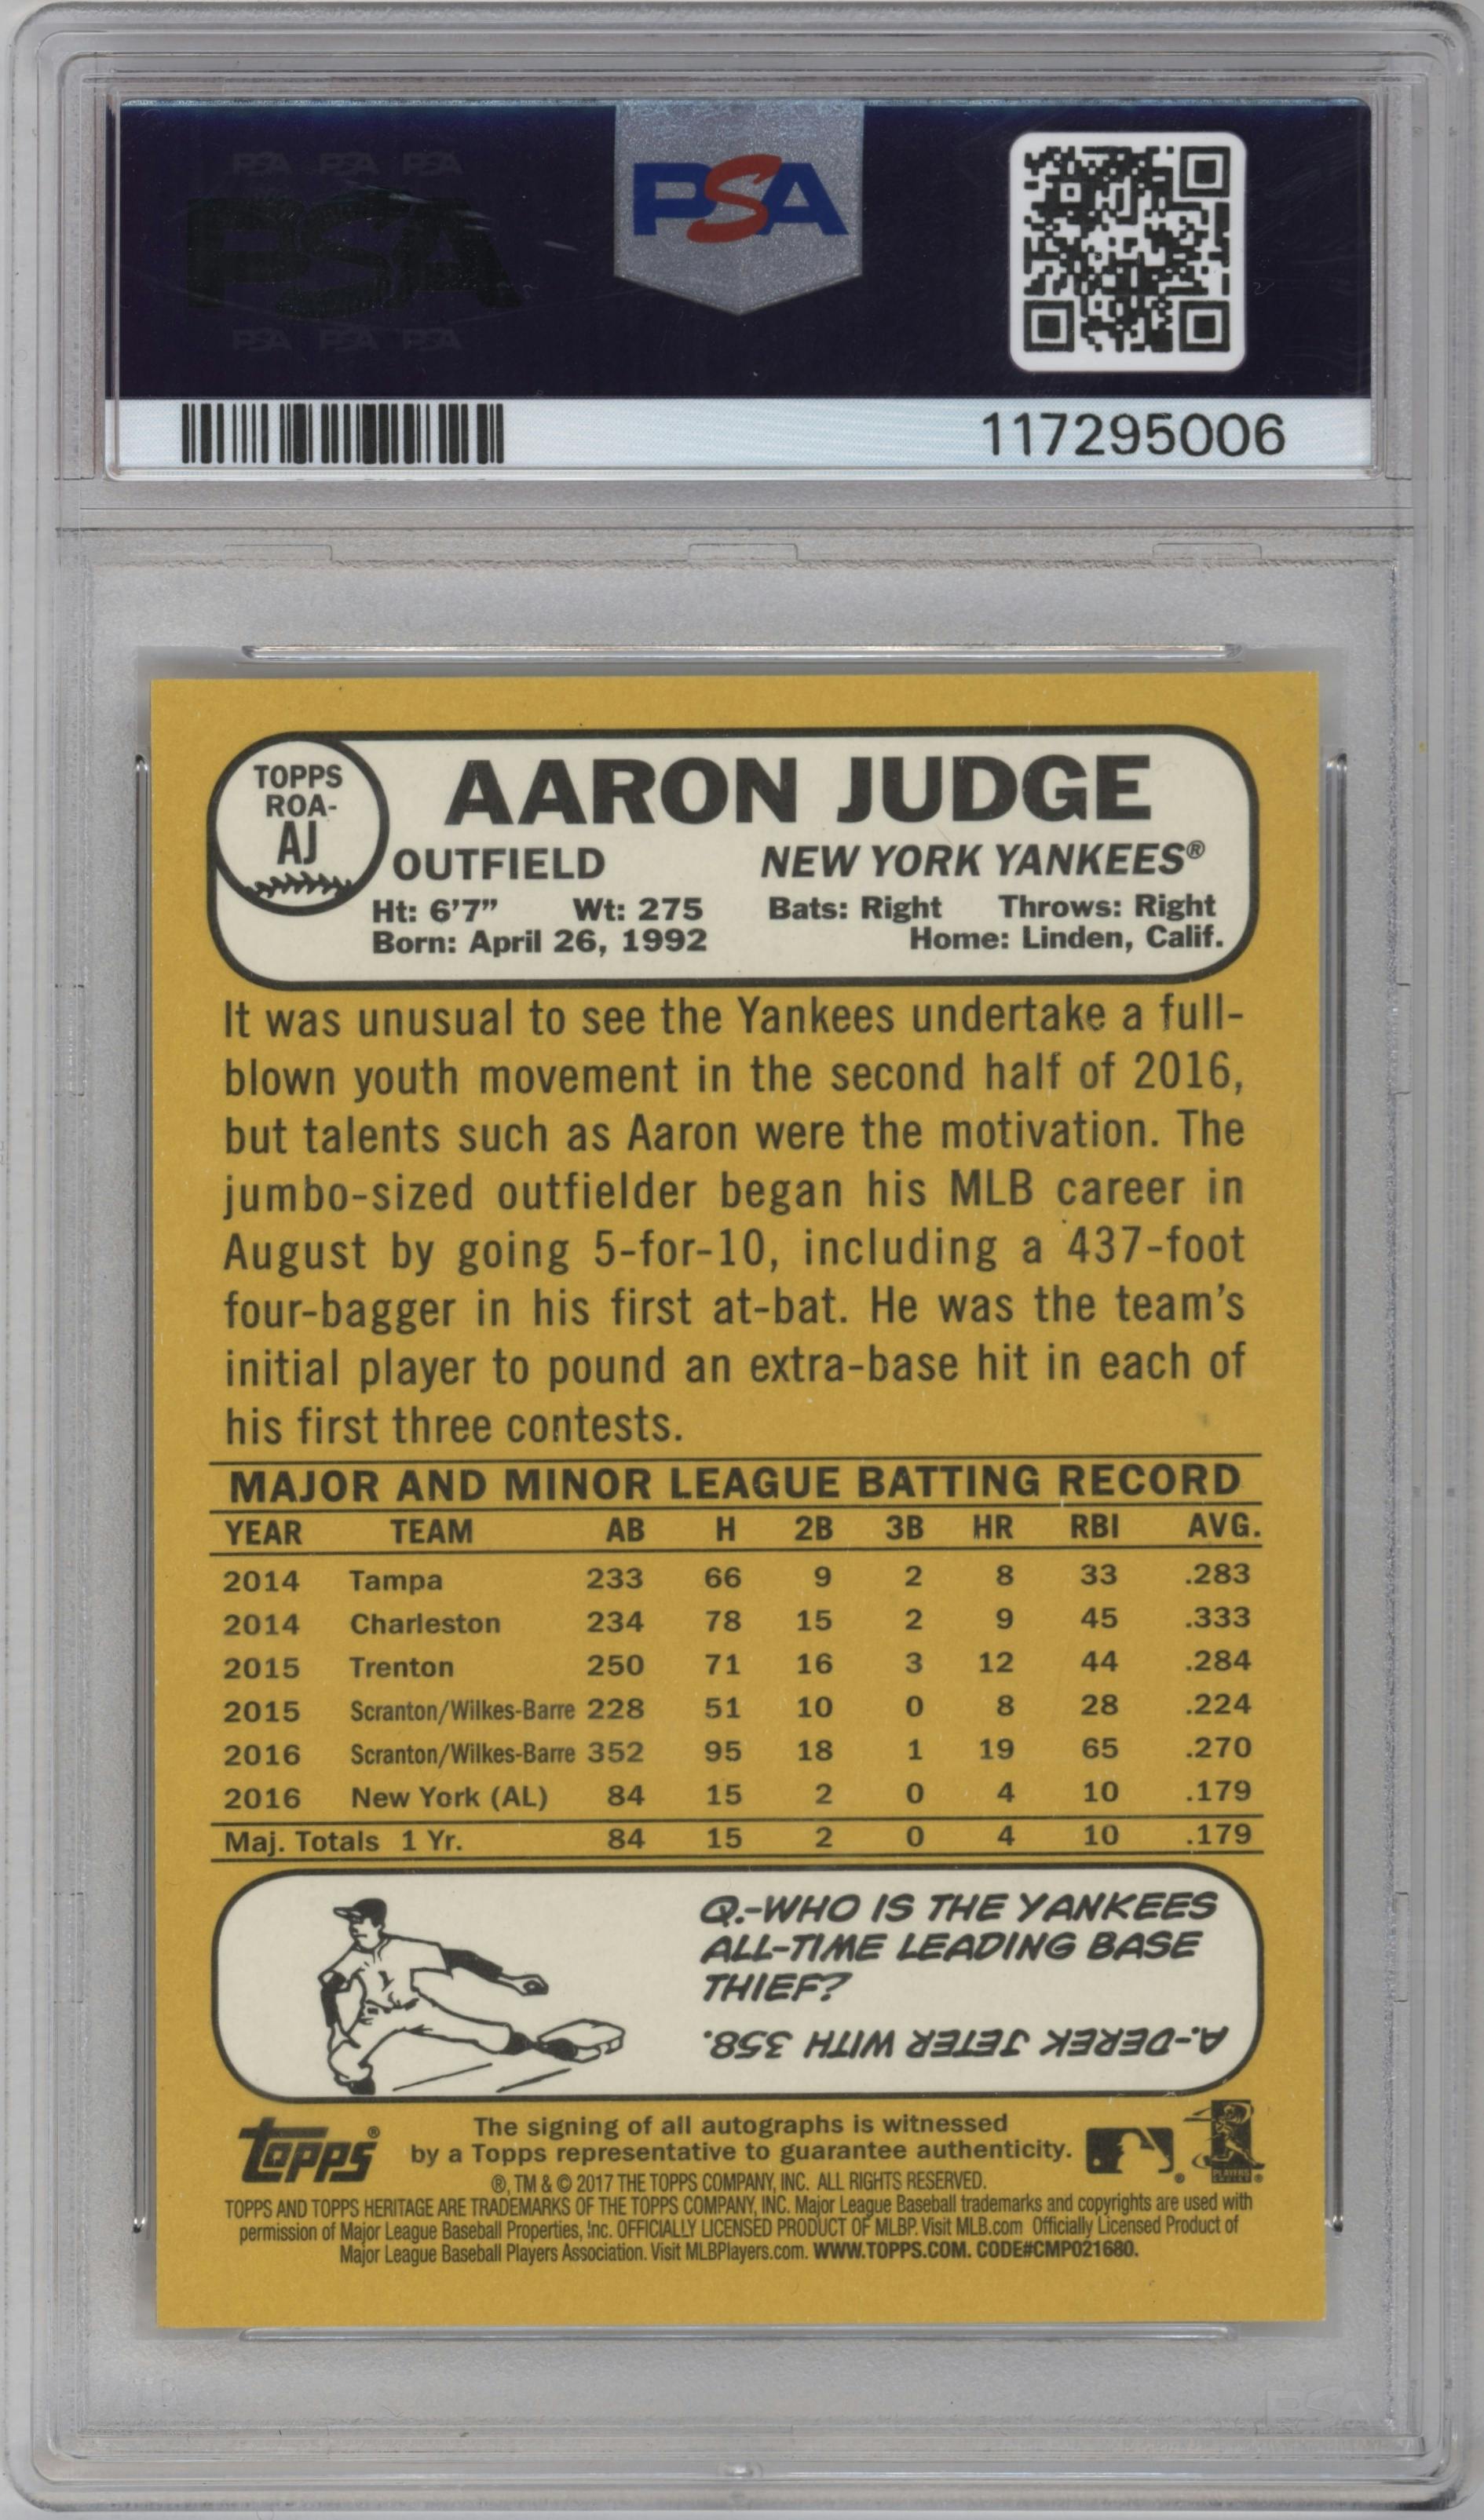 PSA PSA PSA
PSA
PSA PSA PSA
PSA
117295006
TOPPS
ROA-
AJ
AARON JUDGE
OUTFIELD NEW YORK YANKEES®
Ht: 6'7" Wt: 275 Bats: Right Throws: Right
Born: April 26, 1992 Home: Linden, Calif.
It was unusual to see the Yankees undertake a full-
blown youth movement in the second half of 2016,
but talents such as Aaron were the motivation. The
jumbo-sized outfielder began his MLB career in
August by going 5-for-10, including a 437-foot
four-bagger in his first at-bat. He was the team's
initial player to pound an extra-base hit in each of
his first three contests.
MAJOR AND MINOR LEAGUE BATTING RECORD
YEAR TEAM AB H 2B 3B HR RBI AVG.
2014 Tampa 233 66 9 2 8 33 .283
2014 Charleston 234 78 15 2 9 45 .333
2015 Trenton 250 71 16 3 12 44 .284
2015 Scranton/Wilkes-Barre 228 51 10 0 8 28 .224
2016 Scranton/Wilkes-Barre 352 95 18 1 19 65 .270
2016 New York (AL) 84 15 2 0 4 10 .179
Maj. Totals 1 Yr. 84 15 2 0 4 10 .179
Q.-WHO IS THE YANKEES
ALL-TIME LEADING BASE
THIEF?
A.-DEREK JETER WITH 358.
topps®
The signing of all autographs is witnessed
by a Topps representative to guarantee authenticity.
®, TM & © 2017 THE TOPPS COMPANY, INC. ALL RIGHTS RESERVED.
TOPPS AND TOPPS HERITAGE ARE TRADEMARKS OF THE TOPPS COMPANY, INC. Major League Baseball trademarks and copyrights are used with
permission of Major League Baseball Properties, Inc. OFFICIALLY LICENSED PRODUCT OF MLBP. Visit MLB.com Officially Licensed Product of
Major League Baseball Players Association. Visit MLBPlayers.com. WWW.TOPPS.COM. CODE#CMP021680.
PSA